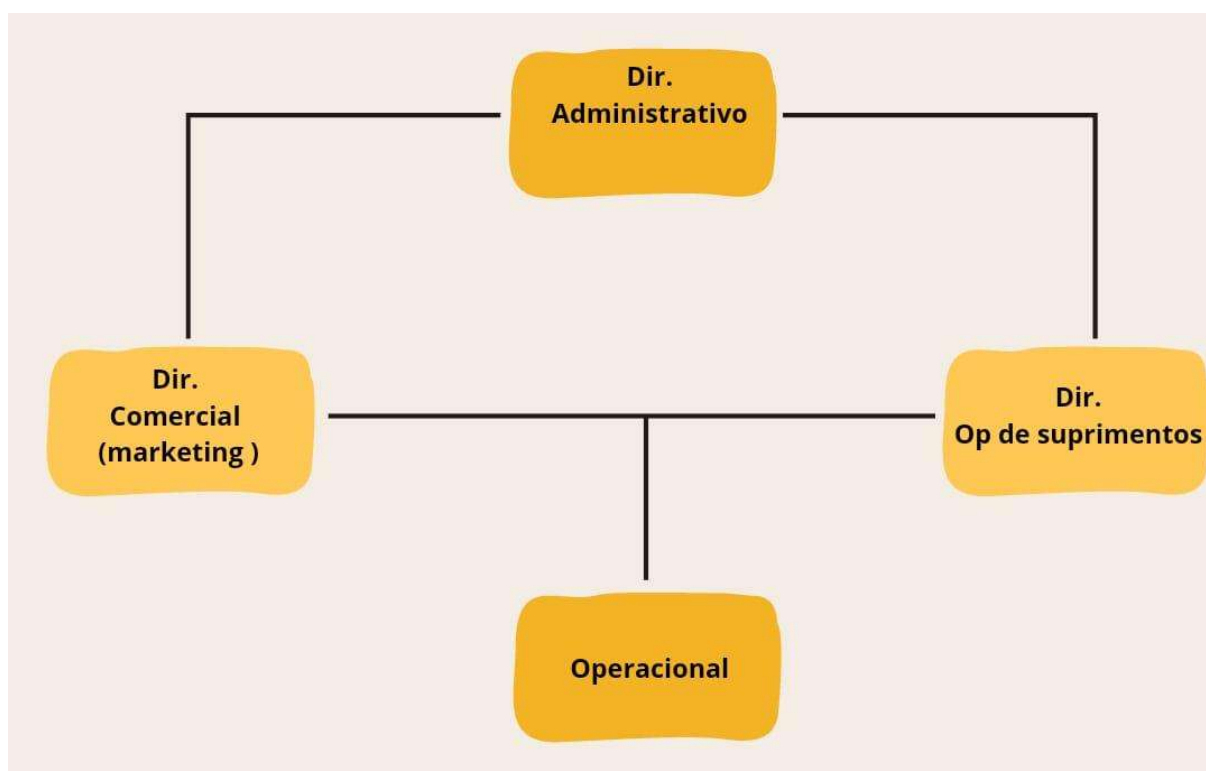 Dir.
Administrativo
Dir.
Comercial
(marketing )
Dir.
Op de suprimentos
Operacional